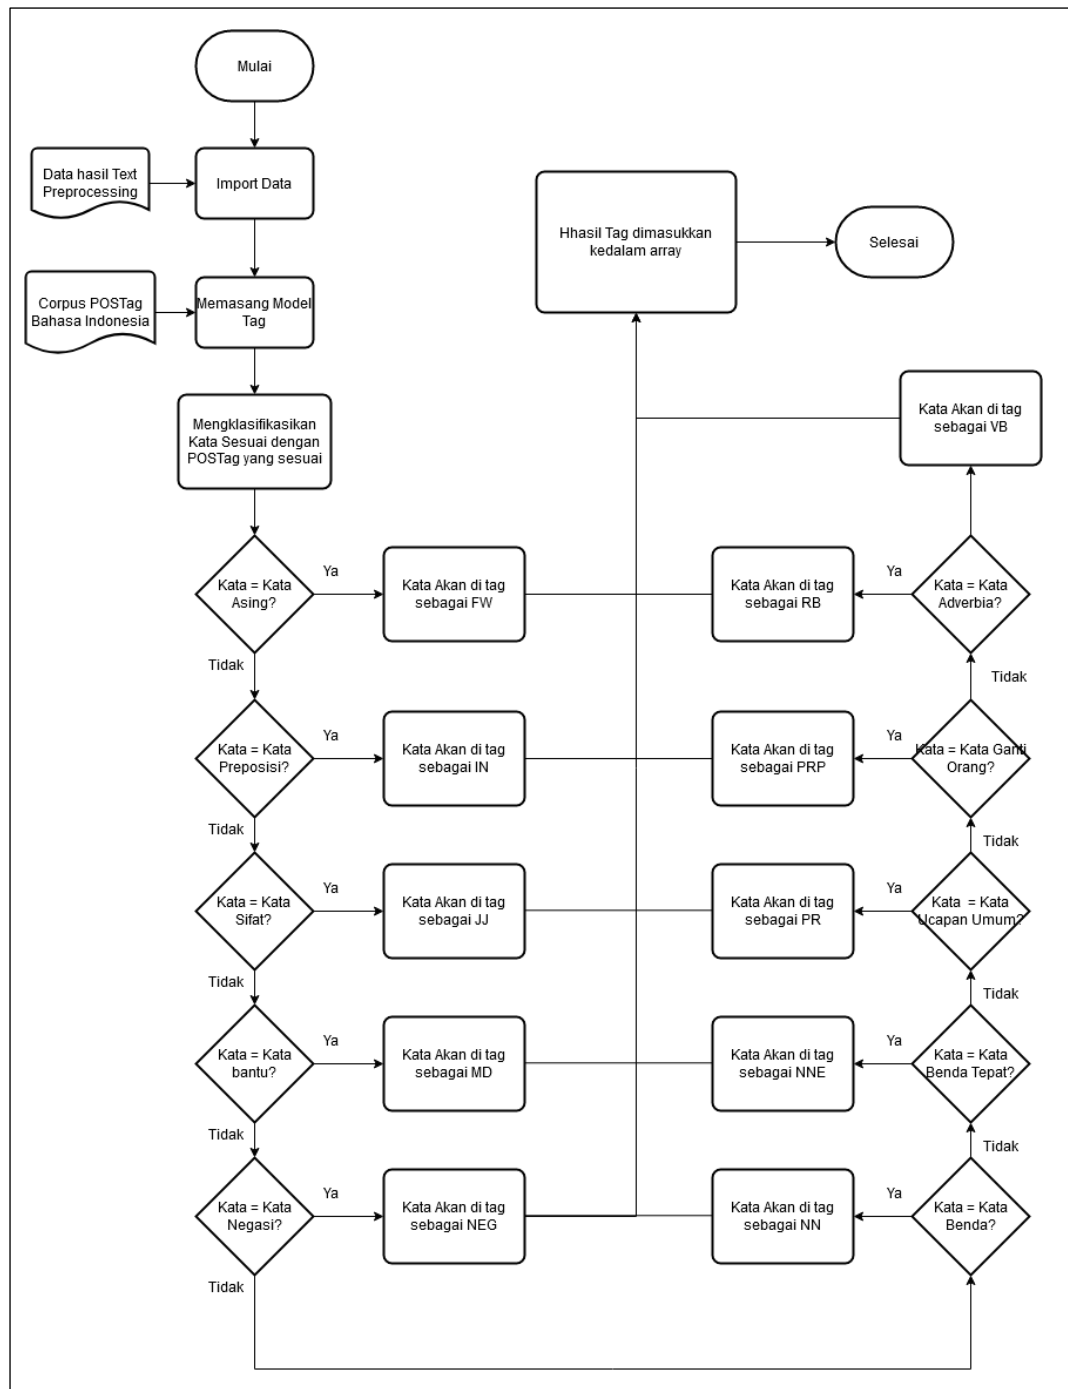 Mulai
Data hasil Text
Preprocessing
Import Data
Corpus POSTag
Bahasa Indonesia
Memasang Model
Tag
Mengklasifikasikan
Kata Sesuai dengan
POSTag yang sesuai
Kata = Kata
Asing?
Ya
Kata Akan di tag
sebagai FW
Tidak
Kata = Kata
Preposisi?
Ya
Kata Akan di tag
sebagai IN
Tidak
Kata = Kata
Sifat?
Ya
Kata Akan di tag
sebagai JJ
Tidak
Kata = Kata
bantu?
Ya
Kata Akan di tag
sebagai MD
Tidak
Kata = Kata
Negasi?
Ya
Kata Akan di tag
sebagai NEG
Tidak
Kata = Kata
Benda?
Ya
Kata Akan di tag
sebagai NN
Tidak
Kata = Kata
Benda Tepat?
Ya
Kata Akan di tag
sebagai NNE
Tidak
Kata = Kata
Ucapan Umum?
Ya
Kata Akan di tag
sebagai PR
Tidak
Kata = Kata Ganti
Orang?
Ya
Kata Akan di tag
sebagai PRP
Tidak
Kata = Kata
Adverbia?
Ya
Kata Akan di tag
sebagai RB
Kata Akan di tag
sebagai VB
Hhasil Tag dimasukkan
kedalam array
Selesai